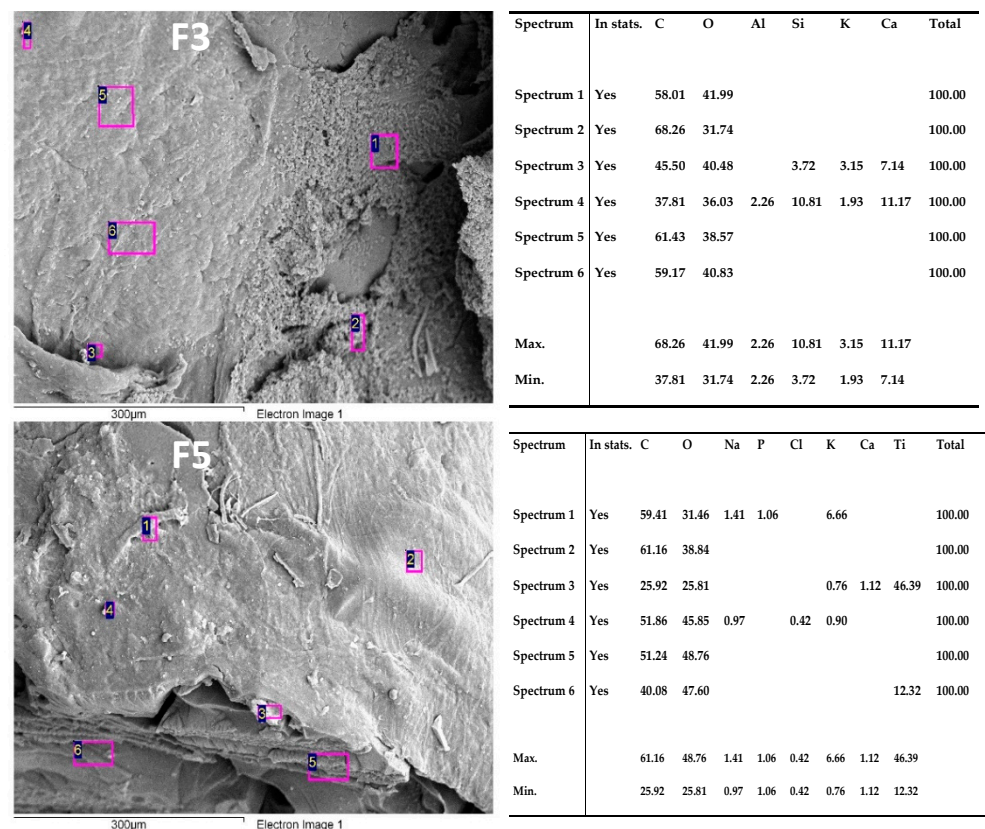 F3
4
5
1
6
2
3
300µm Electron Image 1
Spectrum In stats. C O Al Si K Ca Total
Spectrum 1 Yes 58.01 41.99 100.00
Spectrum 2 Yes 68.26 31.74 100.00
Spectrum 3 Yes 45.50 40.48 3.72 3.15 7.14 100.00
Spectrum 4 Yes 37.81 36.03 2.26 10.81 1.93 11.17 100.00
Spectrum 5 Yes 61.43 38.57 100.00
Spectrum 6 Yes 59.17 40.83 100.00
Max. 68.26 41.99 2.26 10.81 3.15 11.17
Min. 37.81 31.74 2.26 3.72 1.93 7.14
F5
1
2
4
3
6
5
300µm Electron Image 1
Spectrum In stats. C O Na P Cl K Ca Ti Total
Spectrum 1 Yes 59.41 31.46 1.41 1.06 6.66 100.00
Spectrum 2 Yes 61.16 38.84 100.00
Spectrum 3 Yes 25.92 25.81 0.76 1.12 46.39 100.00
Spectrum 4 Yes 51.86 45.85 0.97 0.42 0.90 100.00
Spectrum 5 Yes 51.24 48.76 100.00
Spectrum 6 Yes 40.08 47.60 12.32 100.00
Max. 61.16 48.76 1.41 1.06 0.42 6.66 1.12 46.39
Min. 25.92 25.81 0.97 1.06 0.42 0.76 1.12 12.32